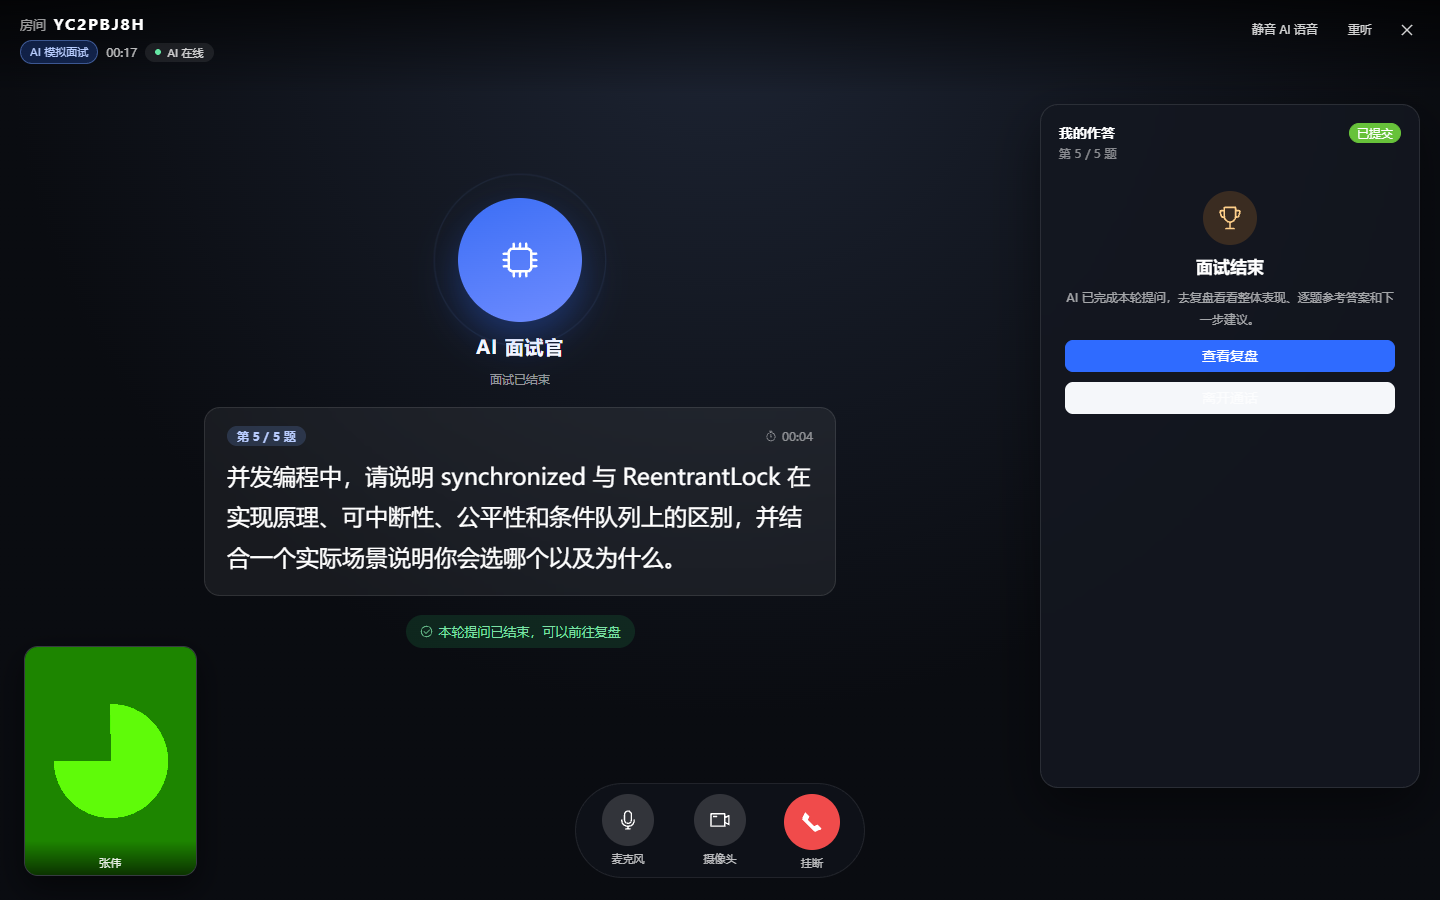 房间 YC2PBJ8H
AI 模拟面试 00:17 AI 在线
静音 AI 语音 重听
AI 面试官
面试已结束
第 5 / 5 题 00:04
并发编程中，请说明 synchronized 与 ReentrantLock 在
实现原理、可中断性、公平性和条件队列上的区别，并结
合一个实际场景说明你会选哪个以及为什么。
本轮提问已结束，可以前往复盘
我的作答 已提交
第 5 / 5 题
面试结束
AI 已完成本轮提问，去复盘看看整体表现、逐题参考答案和下
一步建议。
查看复盘
张伟
麦克风 摄像头 挂断